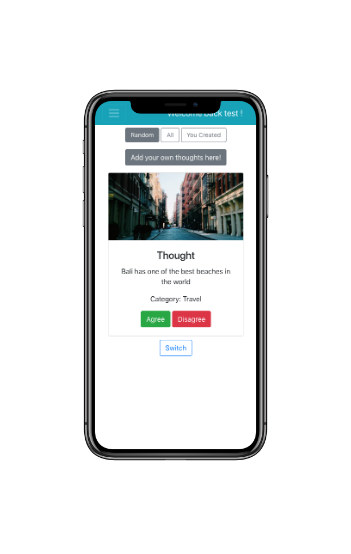 Welcome back test !
Random All You Created
Add your own thoughts here!
Thought
Bali has one of the best beaches in
the world
Category: Travel
Agree Disagree
Switch